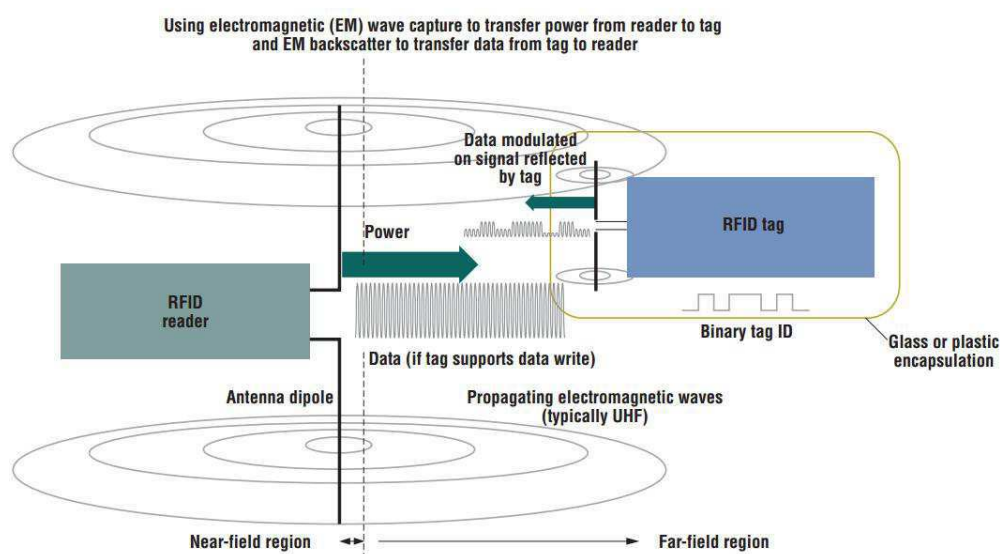 Using electromagnetic (EM) wave capture to transfer power from reader to tag
and EM backscatter to transfer data from tag to reader
Data modulated
on signal reflected
by tag
Power
RFID tag
RFID
reader
Binary tag ID
Glass or plastic
encapsulation
Data (if tag supports data write)
Antenna dipole
Propagating electromagnetic waves
(typically UHF)
Near-field region
Far-field region